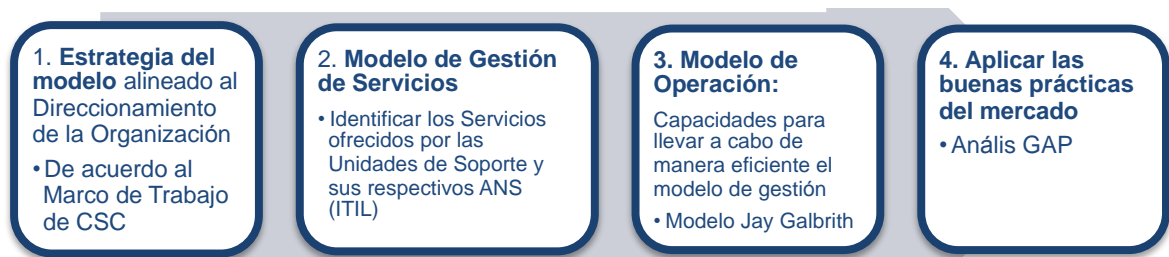 1. Estrategia del
modelo alineado al
Direccionamiento
de la Organización
• De acuerdo al
Marco de Trabajo
de CSC
2. Modelo de Gestión
de Servicios
• Identificar los Servicios
ofrecidos por las
Unidades de Soporte y
sus respectivos ANS
(ITIL)
3. Modelo de
Operación:
Capacidades para
llevar a cabo de
manera eficiente el
modelo de gestión
• Modelo Jay Galbrith
4. Aplicar las
buenas prácticas
del mercado
• Anális GAP